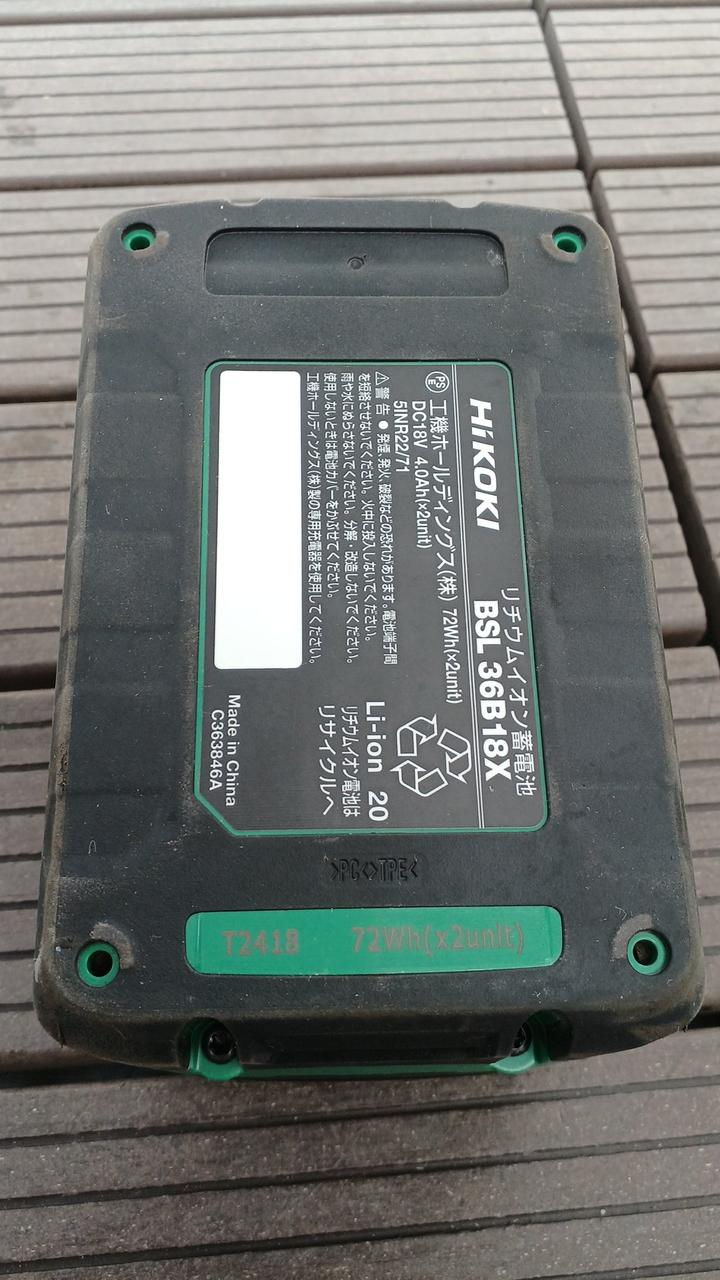 HiKOKI
リチウムイオン蓄電池
BSL 36B18X
PS
E
工機ホールディングス(株) 72Wh(×2unit)
DC18V 4.0Ah(×2unit)
5INR22/71
⚠警告 ● 発煙、発火、破裂などの恐れがあります。電池端子間
を短絡させないでください。火中に投入しないでください。
雨や水にぬらさないでください。分解・改造しないでください。
使用しないときは電池カバーをかぶせてください。
工機ホールディングス(株)製の専用充電器を使用してください。
Li-ion 20
リチウムイオン電池は
リサイクルへ
Made in China
C363846A
>PC<>TPE<
T2418 72Wh(x2unit)